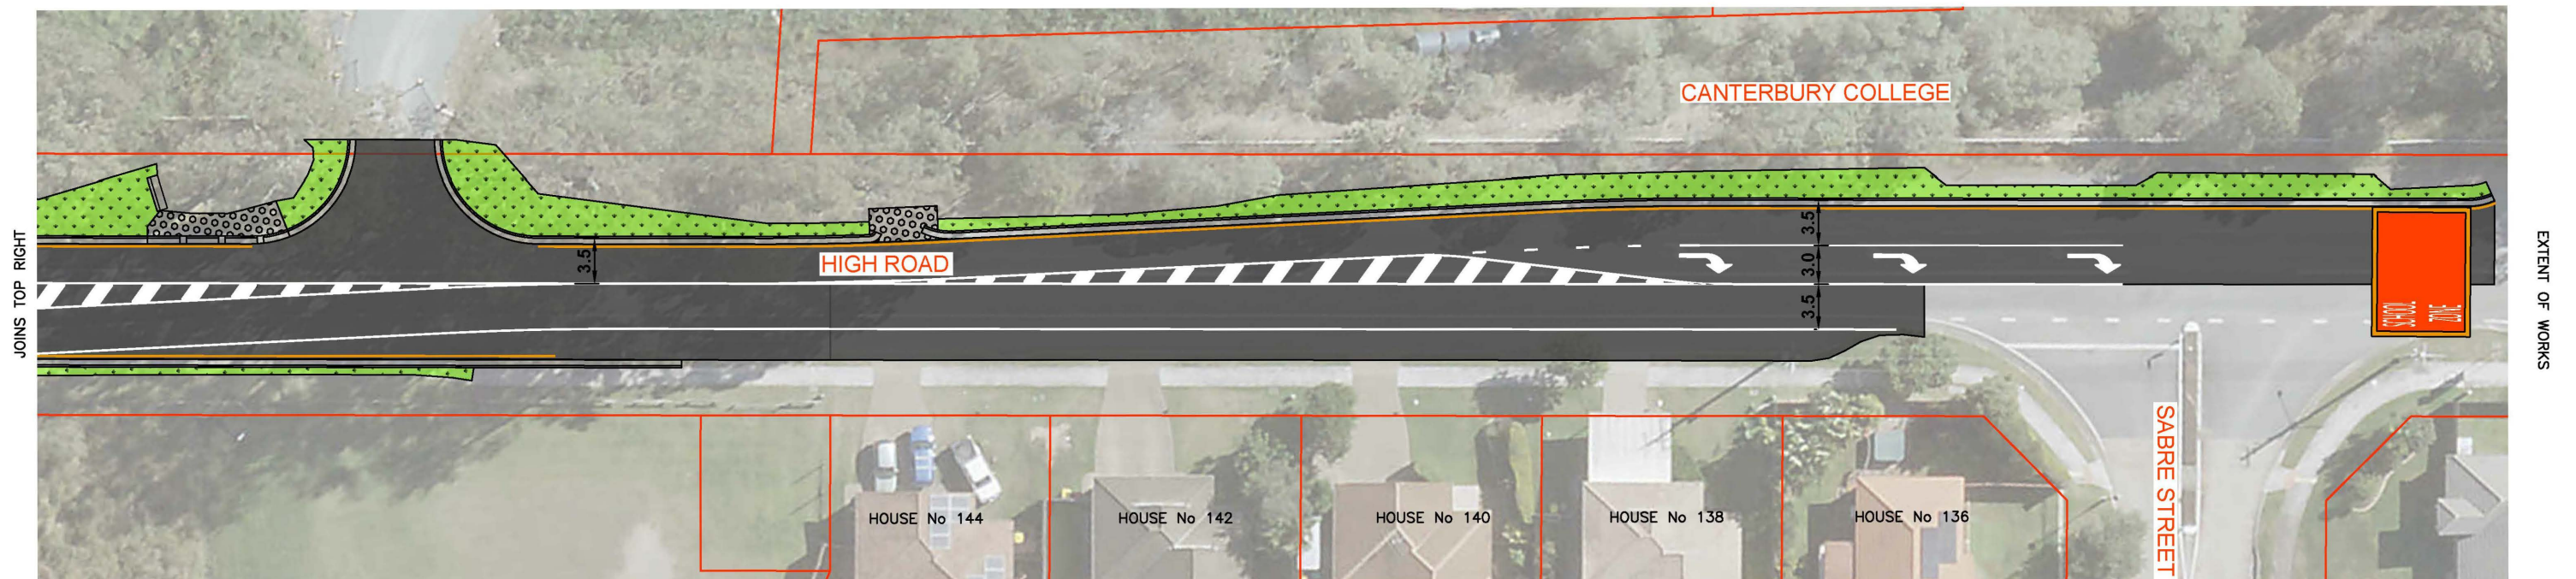 CANTERBURY COLLEGE
JOINS TOP RIGHT
EXTENT OF WORKS
3.5
HIGH ROAD
3.5
3.0
3.5
SCHOOL
ZONE
SABRE STREET
HOUSE No 144
HOUSE No 142
HOUSE No 140
HOUSE No 138
HOUSE No 136